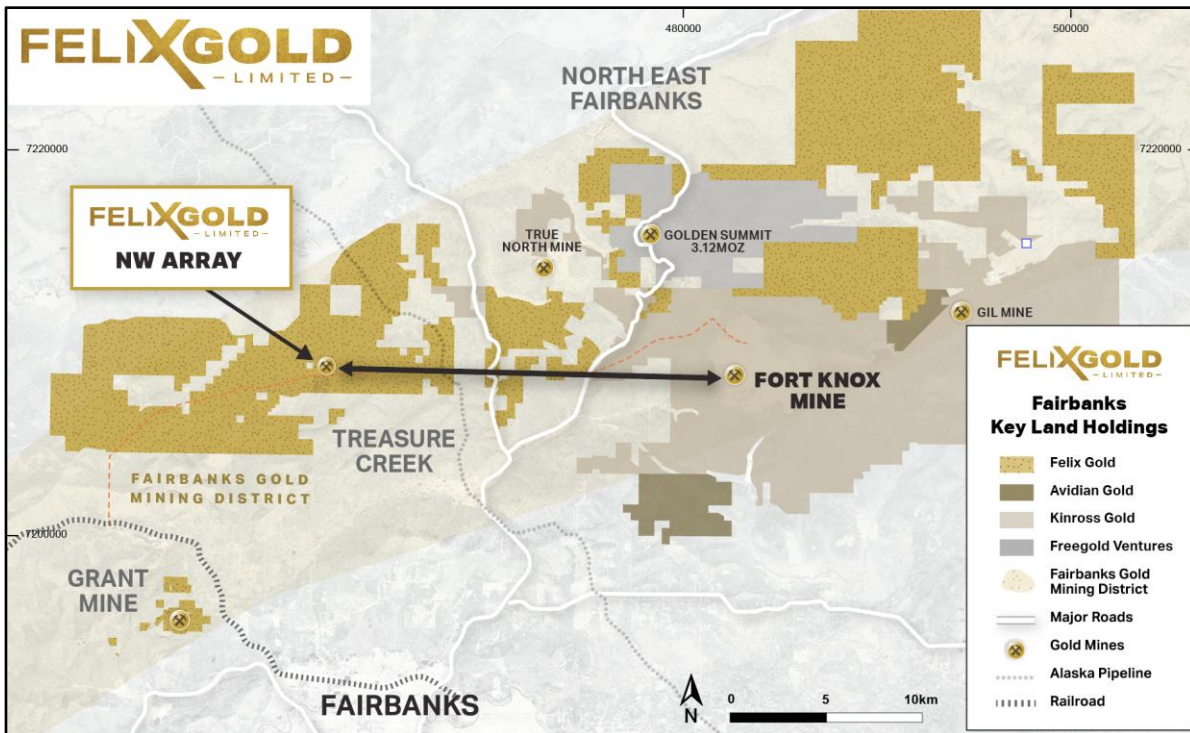 FELIXGOLD
-LIMITED-
480000
500000
NORTH EAST
FAIRBANKS
7220000
7220000
FELIXGOLD
-LIMITED-
NW ARRAY
TRUE
NORTH MINE
GOLDEN SUMMIT
3.12MOZ
GIL MINE
FORT KNOX
MINE
TREASURE
CREEK
FAIRBANKS GOLD
MINING DISTRICT
7200000
GRANT
MINE
FAIRBANKS
N
0
5
10km
FELIXGOLD
-LIMITED-
Fairbanks
Key Land Holdings
Felix Gold
Avidian Gold
Kinross Gold
Freegold Ventures
Fairbanks Gold
Mining District
Major Roads
Gold Mines
Alaska Pipeline
Railroad